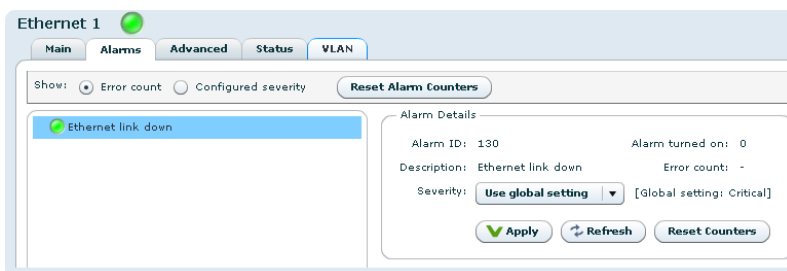 Ethernet 1
Main Alarms Advanced Status VLAN
Show: Error count Configured severity Reset Alarm Counters
Ethernet link down
Alarm Details
Alarm ID: 130 Alarm turned on: 0
Description: Ethernet link down Error count: -
Severity: Use global setting [Global setting: Critical]
Apply Refresh Reset Counters